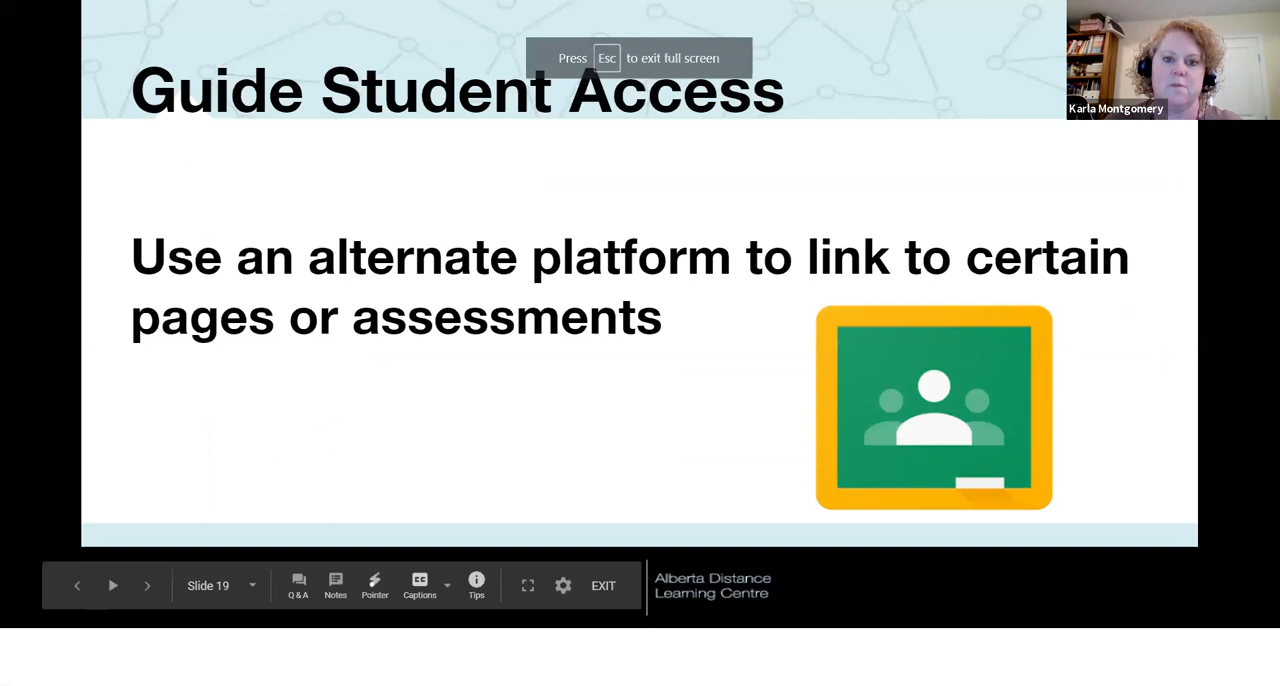 Press Esc to exit full screen
Guide Student Access
Karla Montgomery
Use an alternate platform to link to certain
pages or assessments
Slide 19
Q & A
Notes
Pointer
Captions
Tips
EXIT
Alberta Distance
Learning Centre